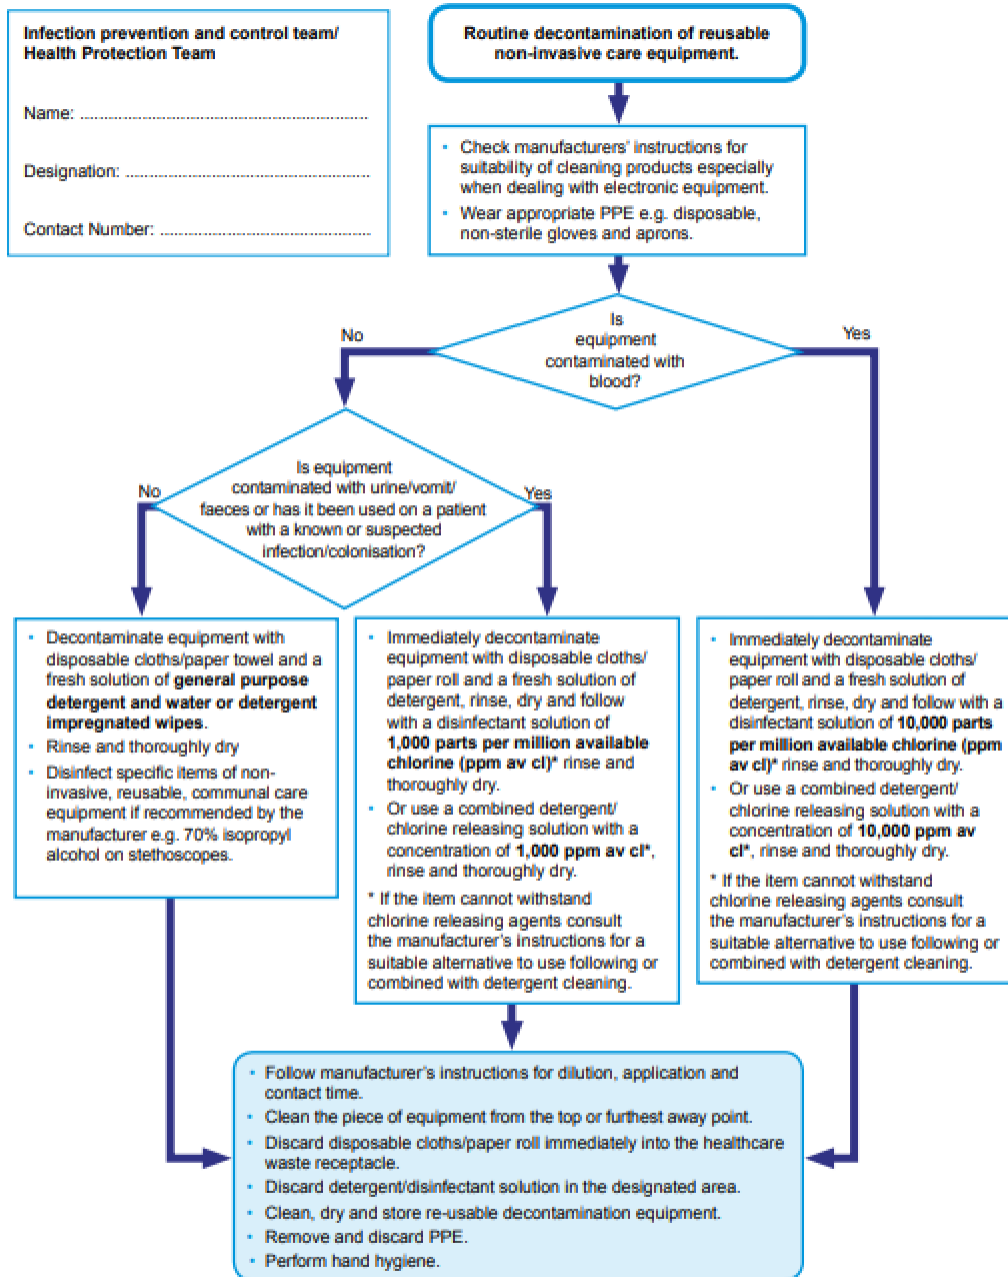 Infection prevention and control team/
Health Protection Team
Name: ............................................................
Designation: ...................................................
Contact Number: ............................................
Routine decontamination of reusable
non-invasive care equipment.
• Check manufacturers' instructions for
suitability of cleaning products especially
when dealing with electronic equipment.
• Wear appropriate PPE e.g. disposable,
non-sterile gloves and aprons.
Is
equipment
contaminated with
blood?
No
Yes
Is equipment
contaminated with urine/vomit/
faeces or has it been used on a patient
with a known or suspected
infection/colonisation?
No
Yes
• Decontaminate equipment with
disposable cloths/paper towel and a
fresh solution of general purpose
detergent and water or detergent
impregnated wipes.
• Rinse and thoroughly dry
• Disinfect specific items of non-
invasive, reusable, communal care
equipment if recommended by the
manufacturer e.g. 70% isopropyl
alcohol on stethoscopes.
• Immediately decontaminate
equipment with disposable cloths/
paper roll and a fresh solution of
detergent, rinse, dry and follow
with a disinfectant solution of
1,000 parts per million available
chlorine (ppm av cl)* rinse and
thoroughly dry.
• Or use a combined detergent/
chlorine releasing solution with a
concentration of 1,000 ppm av cl*,
rinse and thoroughly dry.
* If the item cannot withstand
chlorine releasing agents consult
the manufacturer's instructions for a
suitable alternative to use following or
combined with detergent cleaning.
• Immediately decontaminate
equipment with disposable cloths/
paper roll and a fresh solution of
detergent, rinse, dry and follow with a
disinfectant solution of 10,000 parts
per million available chlorine (ppm
av cl)* rinse and thoroughly dry.
• Or use a combined detergent/
chlorine releasing solution with a
concentration of 10,000 ppm av
cl*, rinse and thoroughly dry.
* If the item cannot withstand
chlorine releasing agents consult
the manufacturer's instructions for a
suitable alternative to use following or
combined with detergent cleaning.
• Follow manufacturer's instructions for dilution, application and
contact time.
• Clean the piece of equipment from the top or furthest away point.
• Discard disposable cloths/paper roll immediately into the healthcare
waste receptacle.
• Discard detergent/disinfectant solution in the designated area.
• Clean, dry and store re-usable decontamination equipment.
• Remove and discard PPE.
• Perform hand hygiene.